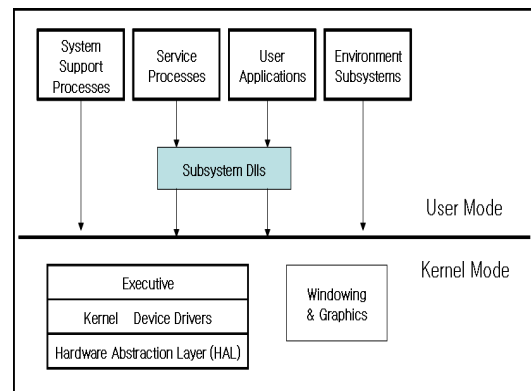 System
Support
Processes
Service
Processes
User
Applications
Environment
Subsystems
Subsystem Dlls
User Mode
Kernel Mode
Executive
Kernel Device Drivers
Hardware Abstraction Layer (HAL)
Windowing
& Graphics